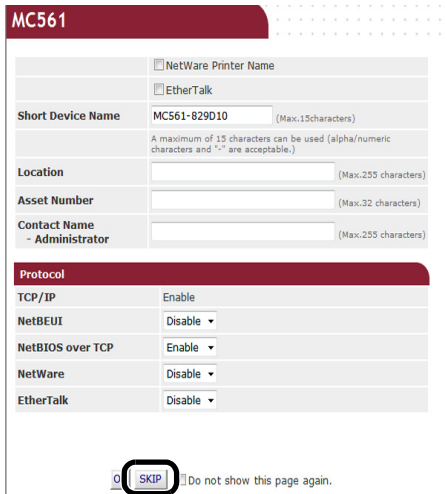 MC561
NetWare Printer Name
EtherTalk
Short Device Name MC561-829D10 (Max.15characters)
A maximum of 15 characters can be used (alpha/numeric
characters and "-" are acceptable.)
Location (Max.255 characters)
Asset Number (Max.32 characters)
Contact Name
- Administrator (Max.255 characters)
Protocol
TCP/IP Enable
NetBEUI Disable
NetBIOS over TCP Enable
NetWare Disable
EtherTalk Disable
SKIP Do not show this page again.